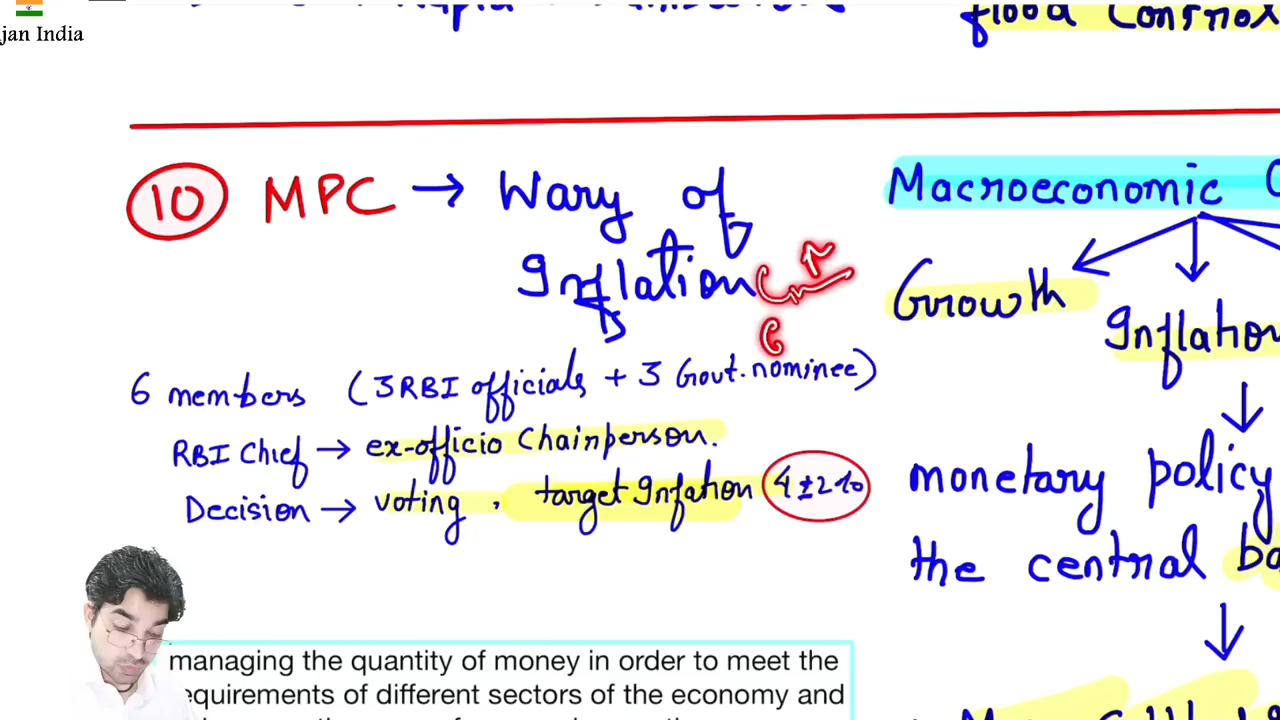 jan India
flood Control
10 MPC → Wary of
Inflation
6 members (3 RBI officials + 3 Govt. nominee)
RBI Chief → ex-officio Chairperson.
Decision → voting, target Inflation 4 ± 2 %
managing the quantity of money in order to meet the
equirements of different sectors of the economy and
Macroeconomic
Growth
Inflation
↓
monetary policy
the central
↓